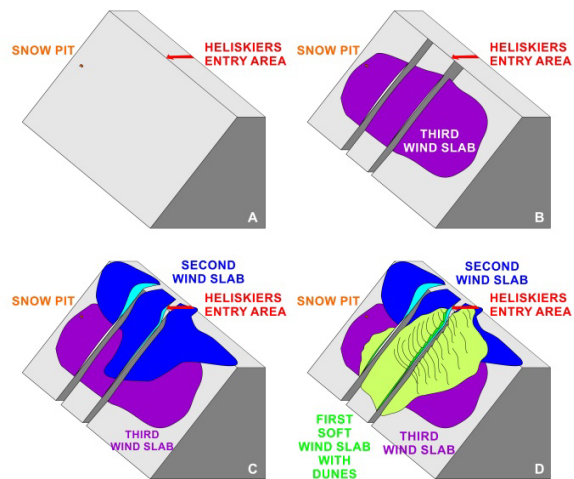 SNOW PIT
HELISKIERS
ENTRY AREA
A
SNOW PIT
HELISKIERS
ENTRY AREA
THIRD
WIND SLAB
B
SECOND
WIND SLAB
SNOW PIT
HELISKIERS
ENTRY AREA
THIRD
WIND SLAB
C
SECOND
WIND SLAB
SNOW PIT
HELISKIERS
ENTRY AREA
FIRST
SOFT
WIND SLAB
WITH
DUNES
THIRD
WIND SLAB
D